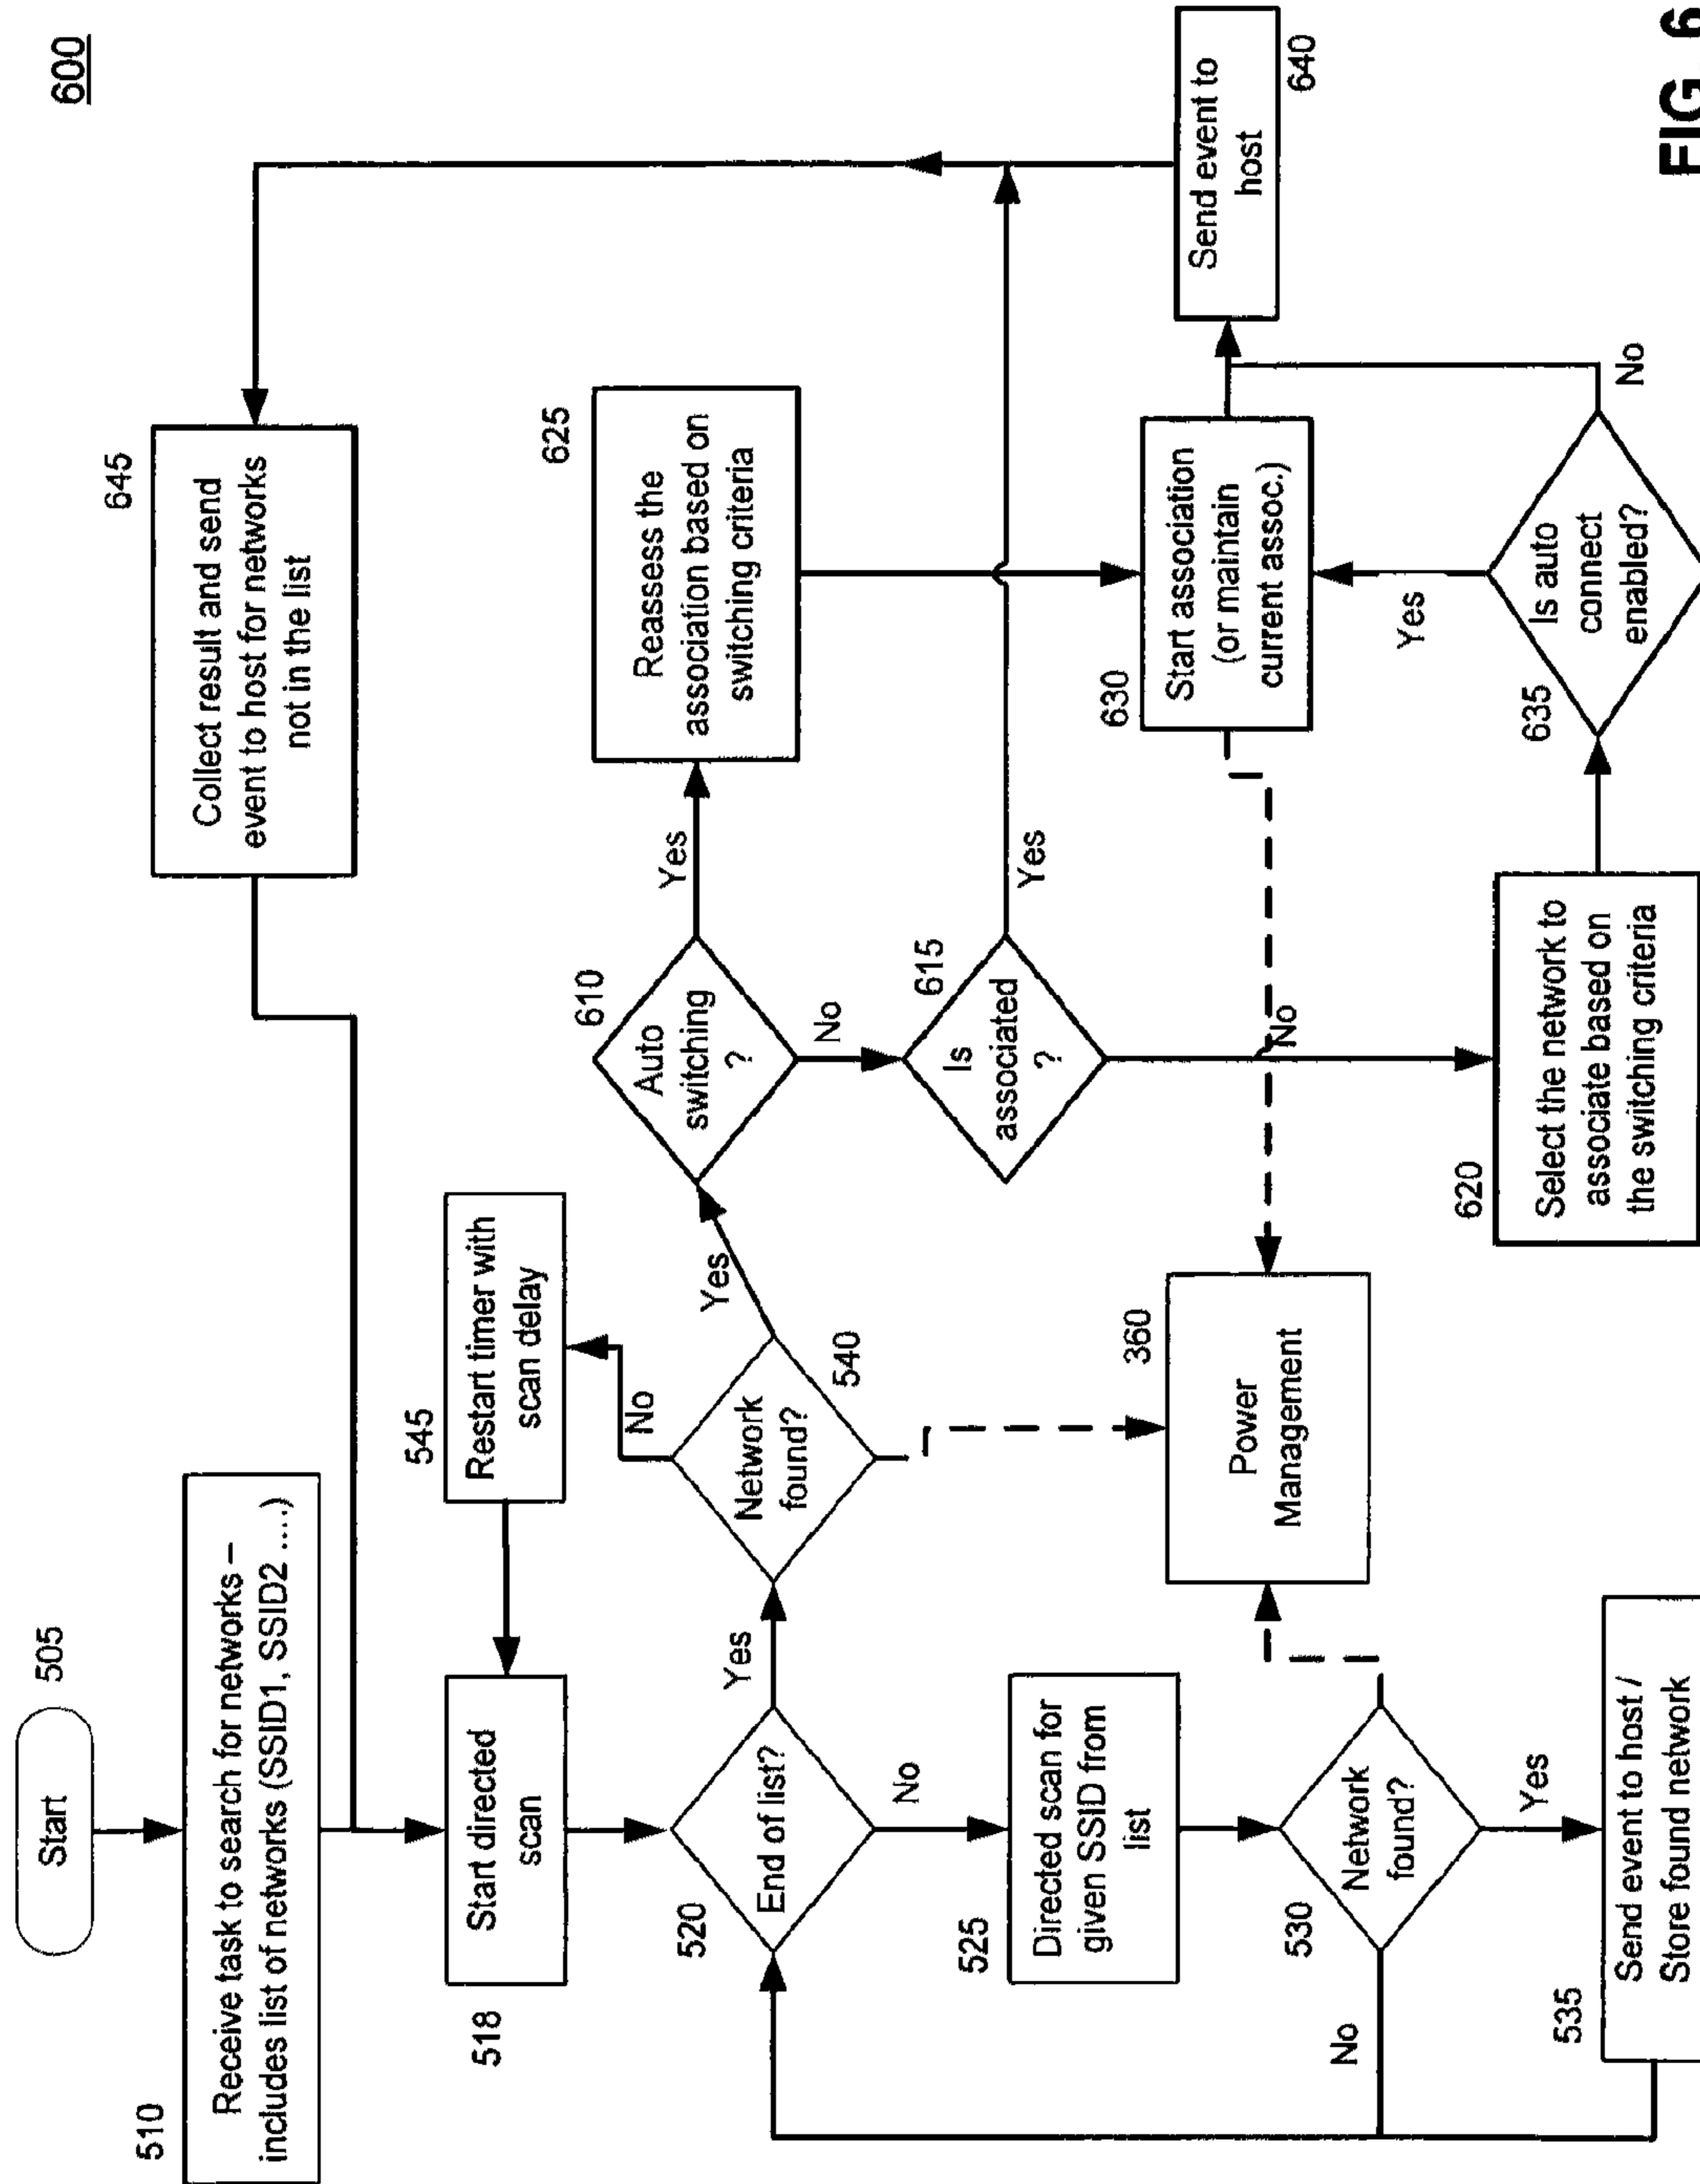 600
Start
505
510
Receive task to search for networks –
includes list of networks (SSID1, SSID2 ....)
645
Collect result and send
event to host for networks
not in the list
518
Start directed
scan
545
Restart timer with
scan delay
520
End of list?
Yes
No
Network
found?
540
No
Yes
610
Auto
switching
?
Yes
No
625
Reassess the
association based on
switching criteria
615
Is
associated
?
Yes
No
525
Directed scan for
given SSID from
list
530
Network
found?
No
Yes
535
Send event to host /
Store found network
360
Power
Management
630
Start association
(or maintain
current assoc.)
Send event to
host
640
620
Select the network to
associate based on
the switching criteria
635
Is auto
connect
enabled?
Yes
No
FIG. 6